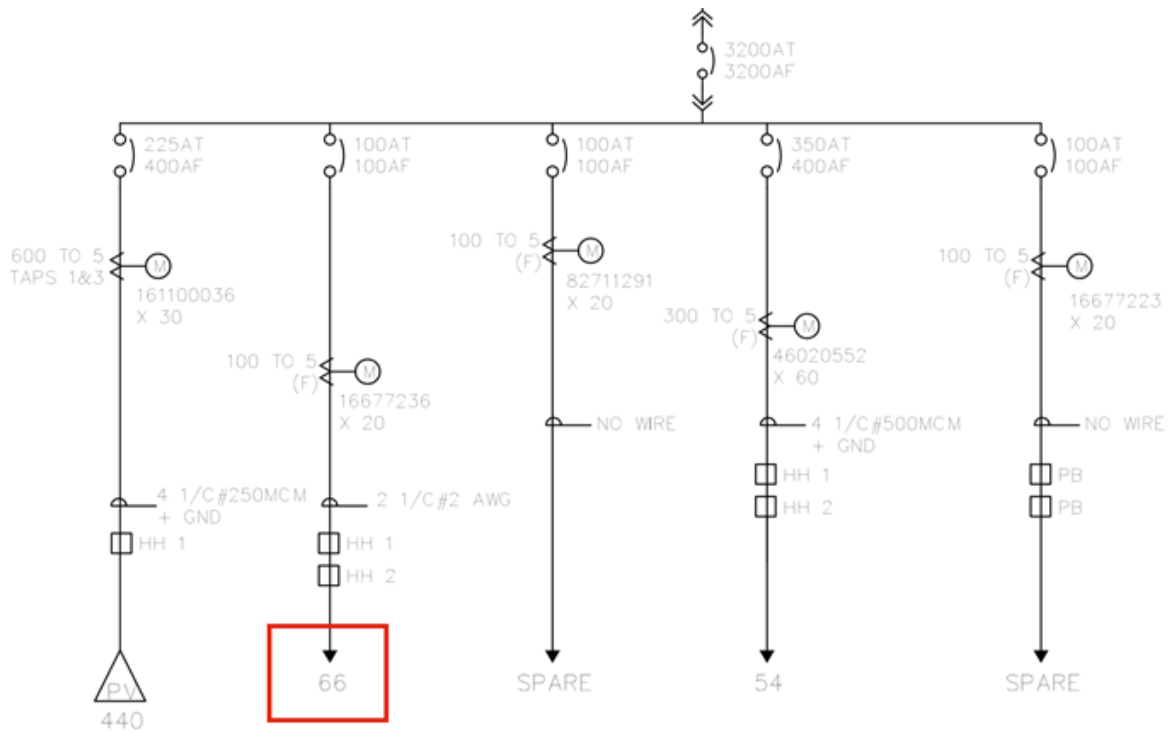 3200AT
3200AF
225AT
400AF
100AT
100AF
100AT
100AF
350AT
400AF
100AT
100AF
600 TO 5
TAPS 1&3
M
161100036
X 30
100 TO 5
(F)
M
16677236
X 20
100 TO 5
(F)
M
82711291
X 20
300 TO 5
(F)
M
46020552
X 60
100 TO 5
(F)
M
16677223
X 20
4 1/C#250MCM
+ GND
2 1/C#2 AWG
NO WIRE
4 1/C#500MCM
+ GND
NO WIRE
HH 1
HH 1
HH 2
HH 1
HH 2
PB
PB
PV
440
66
SPARE
54
SPARE